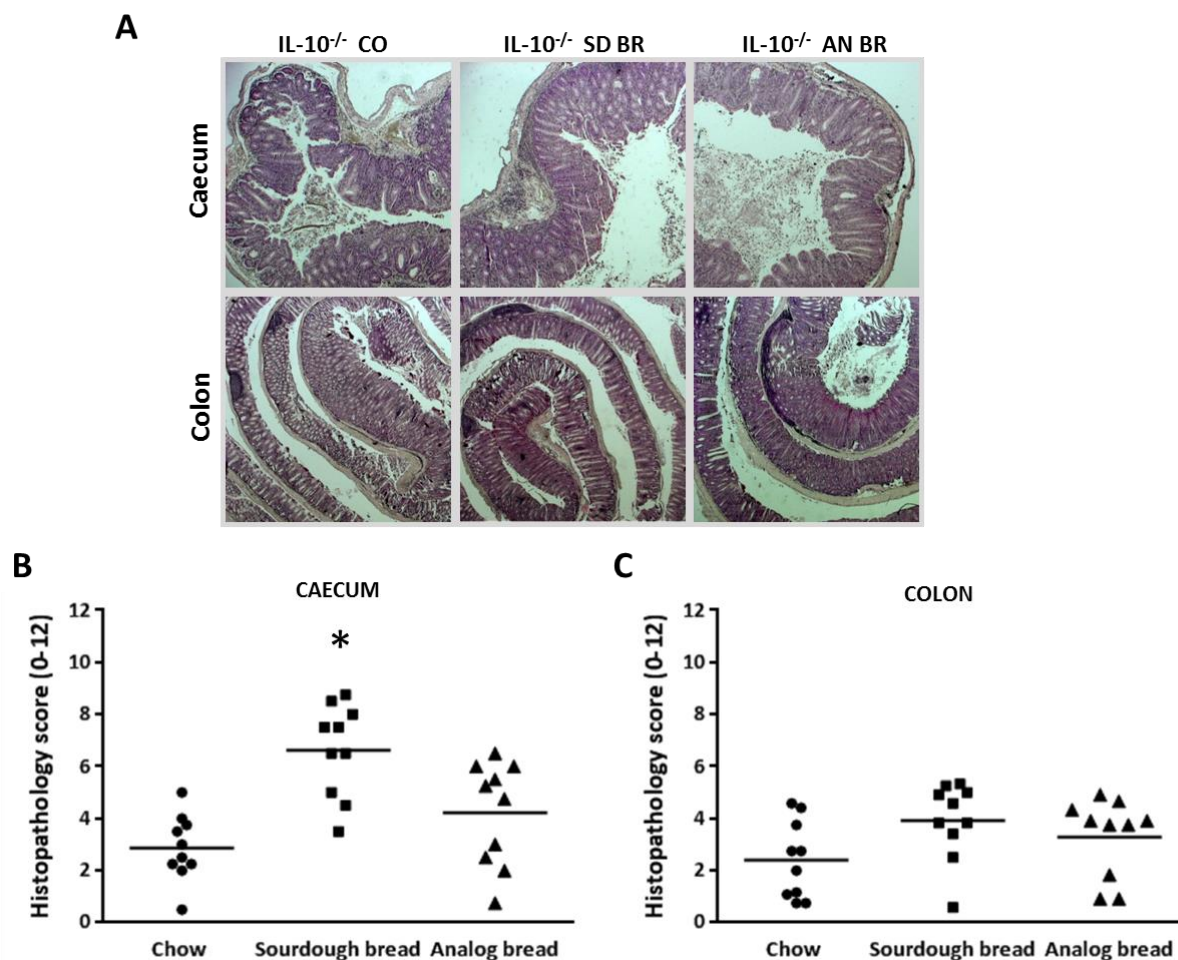 A
IL-10-/- CO
IL-10-/- SD BR
IL-10-/- AN BR
Caecum
Colon
B
CAECUM
Histopathology score (0-12)
12
10
8
6
4
2
0
*
Chow
Sourdough bread
Analog bread
C
COLON
Histopathology score (0-12)
12
10
8
6
4
2
0
Chow
Sourdough bread
Analog bread